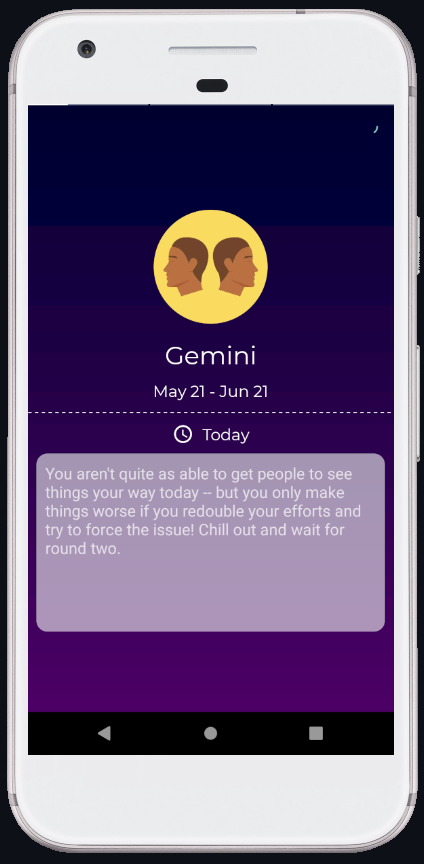 Gemini
May 21 - Jun 21
Today
You aren't quite as able to get people to see
things your way today -- but you only make
things worse if you redouble your efforts and
try to force the issue! Chill out and wait for
round two.